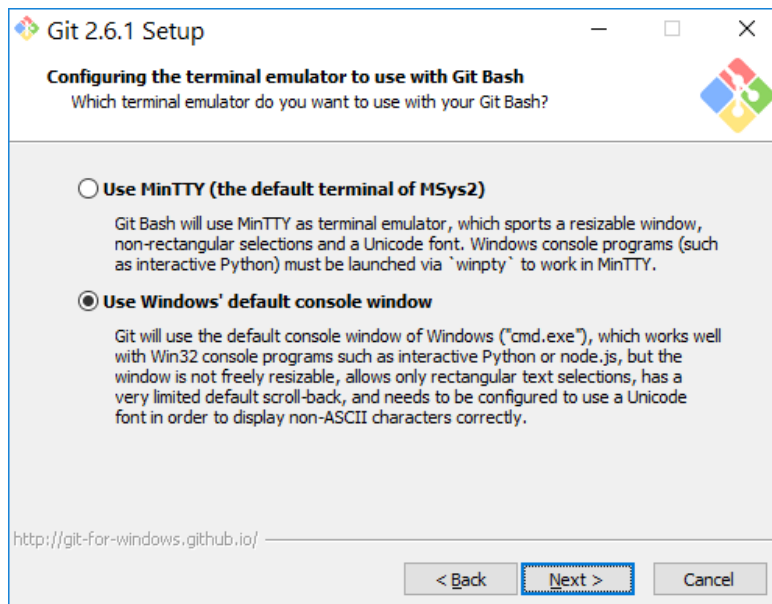 Git 2.6.1 Setup
Configuring the terminal emulator to use with Git Bash
Which terminal emulator do you want to use with your Git Bash?
Use MinTTY (the default terminal of MSys2)
Git Bash will use MinTTY as terminal emulator, which sports a resizable window,
non-rectangular selections and a Unicode font. Windows console programs (such
as interactive Python) must be launched via `winpty` to work in MinTTY.
Use Windows' default console window
Git will use the default console window of Windows ("cmd.exe"), which works well
with Win32 console programs such as interactive Python or node.js, but the
window is not freely resizable, allows only rectangular text selections, has a
very limited default scroll-back, and needs to be configured to use a Unicode
font in order to display non-ASCII characters correctly.
http://git-for-windows.github.io/
< Back Next > Cancel